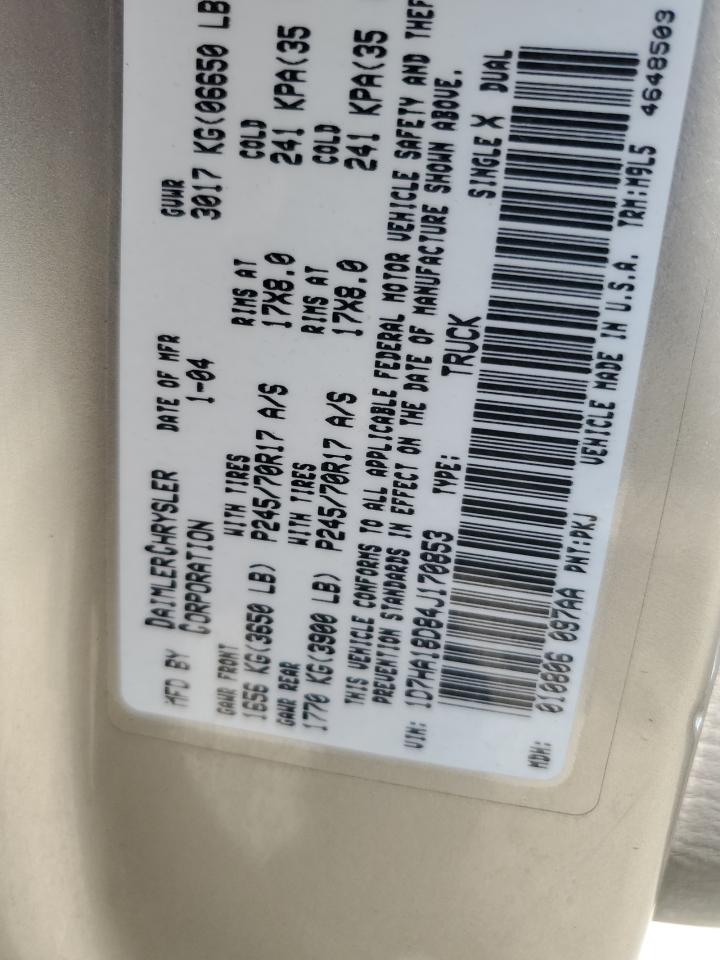 MFD BY DAIMLERCHRYSLER CORPORATION DATE OF MFR 1-04 GVWR 3017 KG(06650 LB
GAWR FRONT WITH TIRES RIMS AT COLD
1656 KG(3650 LB) P245/70R17 A/S 17X8.0 241 KPA(35
GAWR REAR WITH TIRES RIMS AT COLD
1770 KG(3900 LB) P245/70R17 A/S 17X8.0 241 KPA(35
THIS VEHICLE CONFORMS TO ALL APPLICABLE FEDERAL MOTOR VEHICLE SAFETY AND THEF
PREVENTION STANDARDS IN EFFECT ON THE DATE OF MANUFACTURE SHOWN ABOVE.
VIN: 1D7HA18D84J170853 TYPE: TRUCK SINGLE X DUAL
MDH: 010806 097AA PNT:PKJ VEHICLE MADE IN U.S.A. TRM:M9L5 4648503